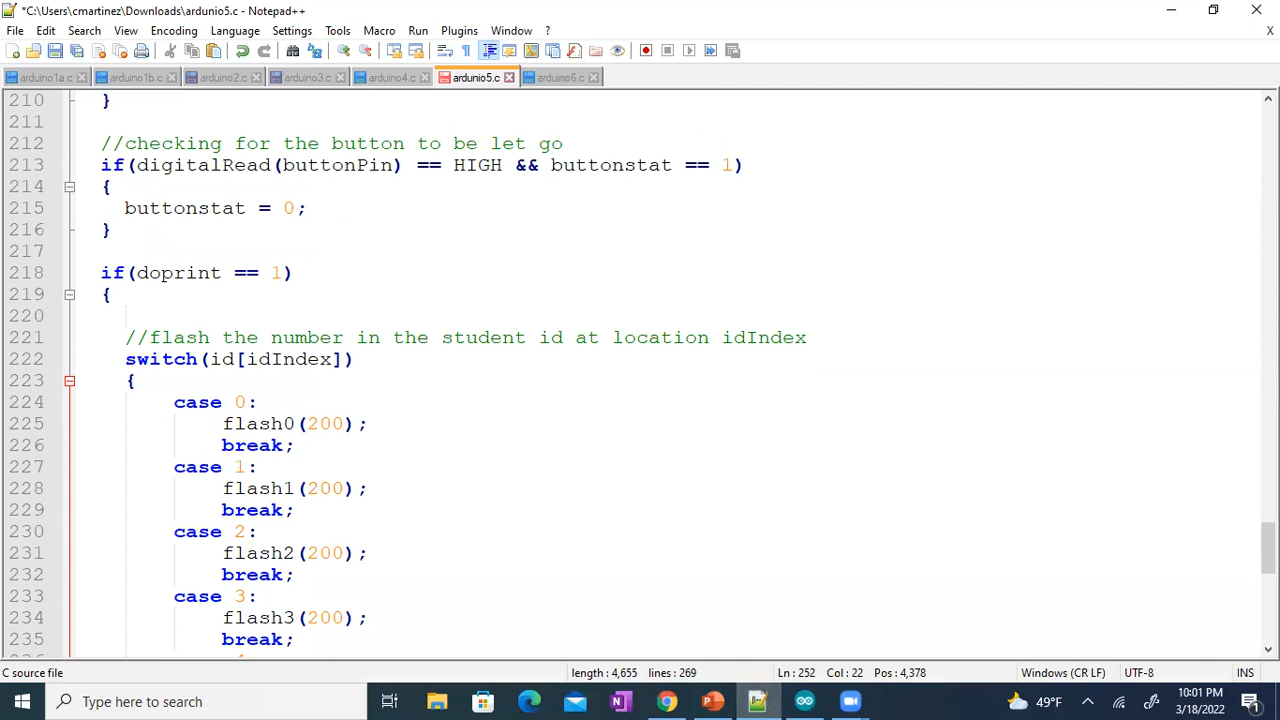 *C:\Users\cmartinez\Downloads\ardunio5.c - Notepad++
File Edit Search View Encoding Language Settings Tools Macro Run Plugins Window ? X
arduino1a.c arduino1b.c arduino2.c arduino3.c arduino4.c ardunio5.c arduino6.c
210 }
211
212 //checking for the button to be let go
213 if(digitalRead(buttonPin) == HIGH && buttonstat == 1)
214 {
215 buttonstat = 0;
216 }
217
218 if(doprint == 1)
219 {
220
221 //flash the number in the student id at location idIndex
222 switch(id[idIndex])
223 {
224 case 0:
225 flash0(200);
226 break;
227 case 1:
228 flash1(200);
229 break;
230 case 2:
231 flash2(200);
232 break;
233 case 3:
234 flash3(200);
235 break;
C source file length : 4,655 lines : 269 Ln : 252 Col : 22 Pos : 4,378 Windows (CR LF) UTF-8 INS
Type here to search 49°F 10:01 PM
3/18/2022